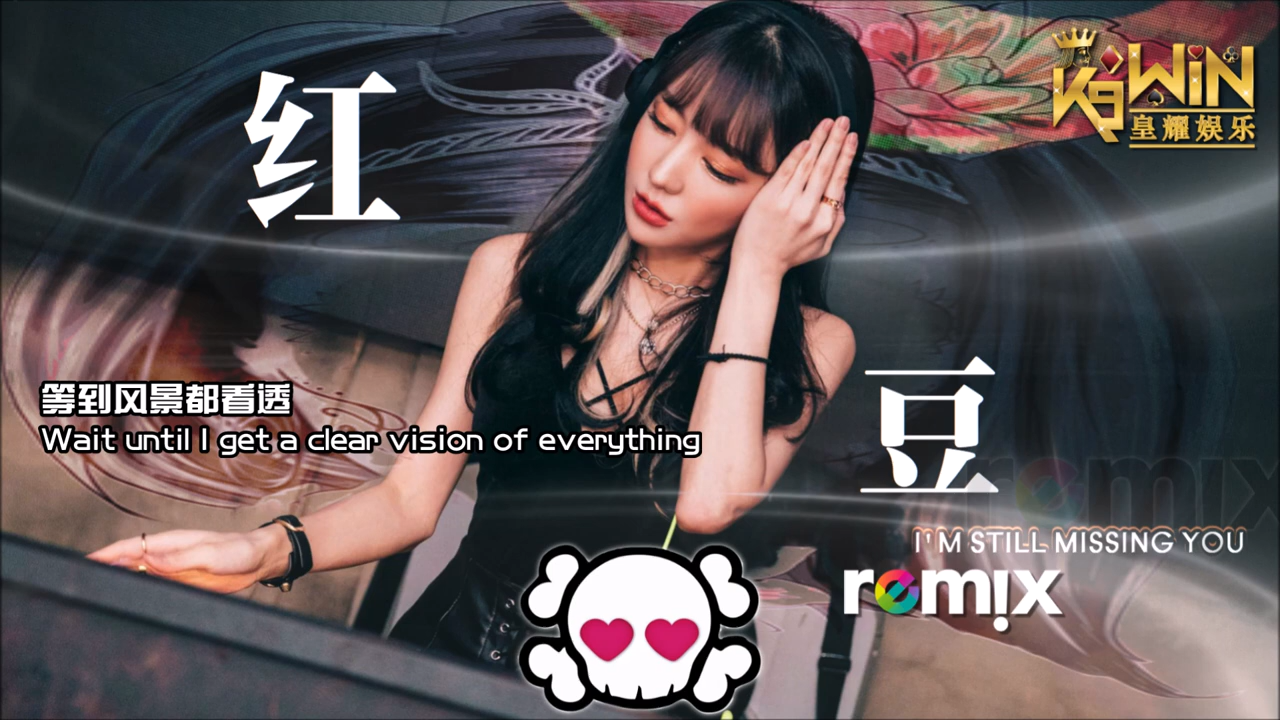 红
K9WiN
皇耀娱乐
豆
等到风景都看透
Wait until I get a clear vision of everything
remix
I'M STILL MISSING YOU
remix